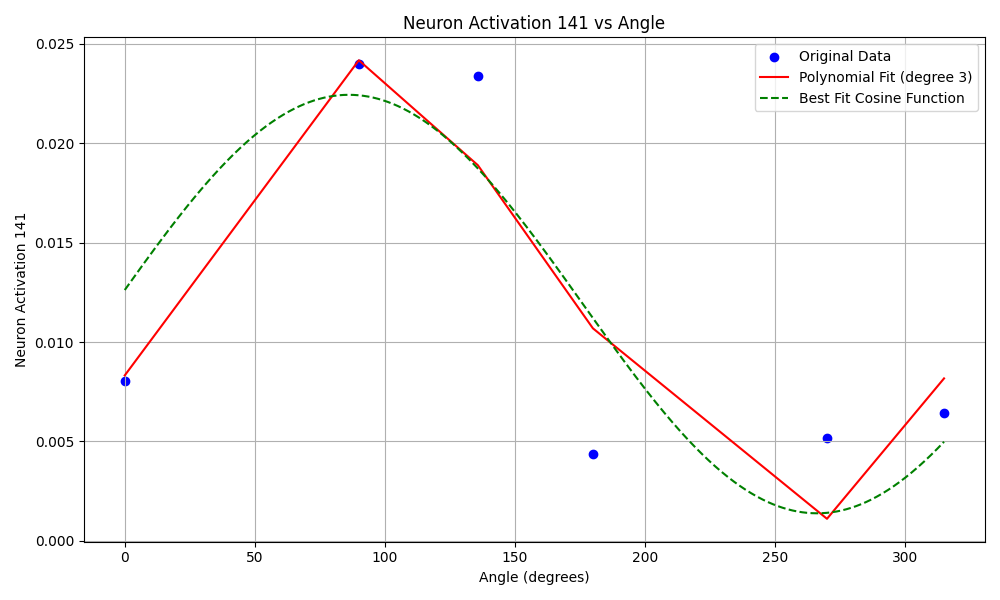 Neuron Activation 141 vs Angle
Original Data
Polynomial Fit (degree 3)
Best Fit Cosine Function
Neuron Activation 141
0.025
0.020
0.015
0.010
0.005
0.000
0
50
100
150
200
250
300
Angle (degrees)